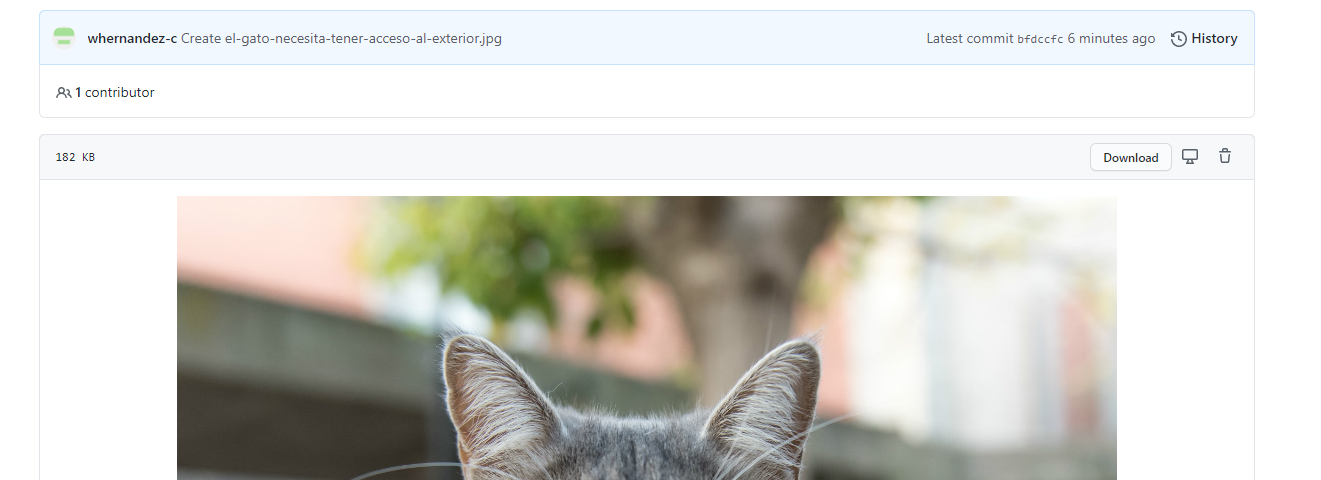 whernandez-c Create el-gato-necesita-tener-acceso-al-exterior.jpg Latest commit bfdccfc 6 minutes ago History
1 contributor
182 KB Download